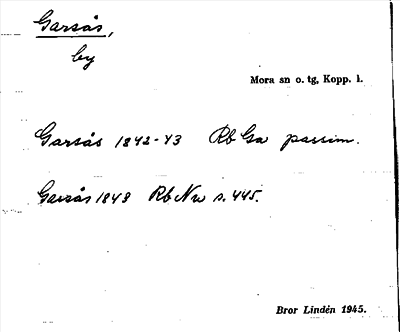 Garsås,
by
Mora sn o. tg, Kopp. l.
Garsås 1842-43 Rb Ga passim.
Garsås 1848 Rb Nw s. 445.
Bror Lindén 1945.